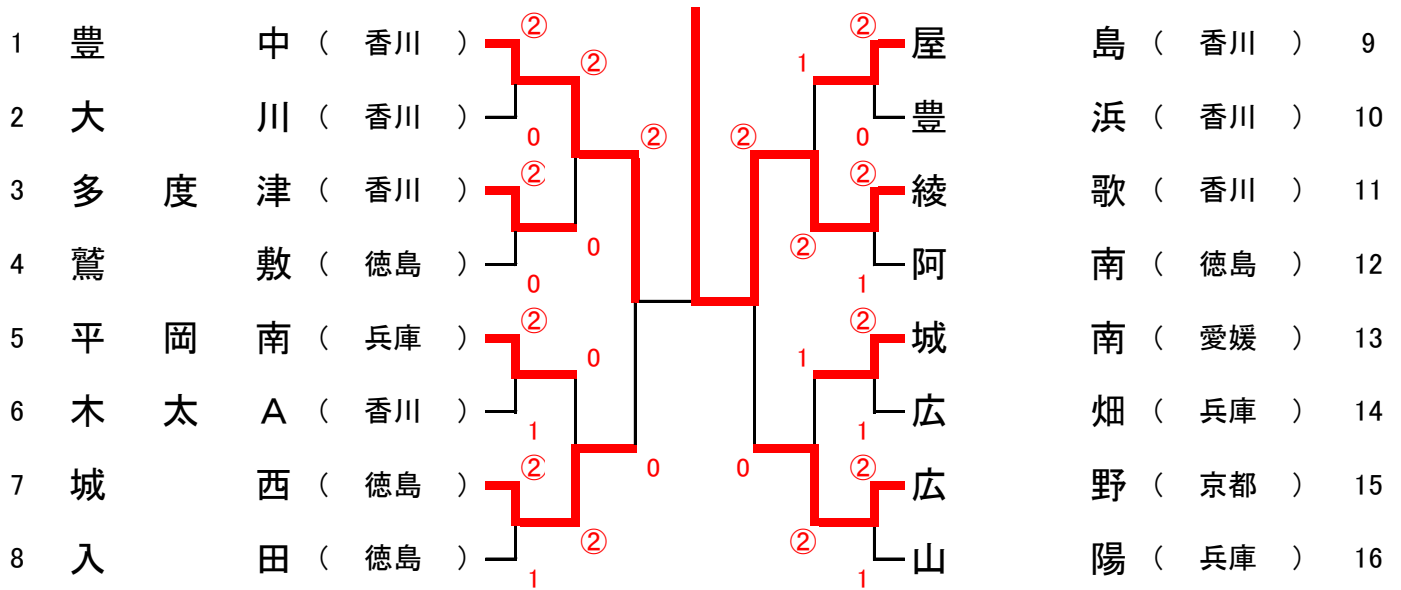 1 豊中（香川） ② ② 屋島（香川） 9
② 1
2 大川（香川） 0 0 豊浜（香川） 10
② ②
3 多度津（香川） ② ② 綾歌（香川） 11
0 ②
4 鷲敷（徳島） 0 1 阿南（徳島） 12
5 平岡南（兵庫） ② ② 城南（愛媛） 13
0 1
6 木太Ａ（香川） 1 1 広畑（兵庫） 14
0 0
7 城西（徳島） ② ② 広野（京都） 15
② ②
8 入田（徳島） 1 1 山陽（兵庫） 16